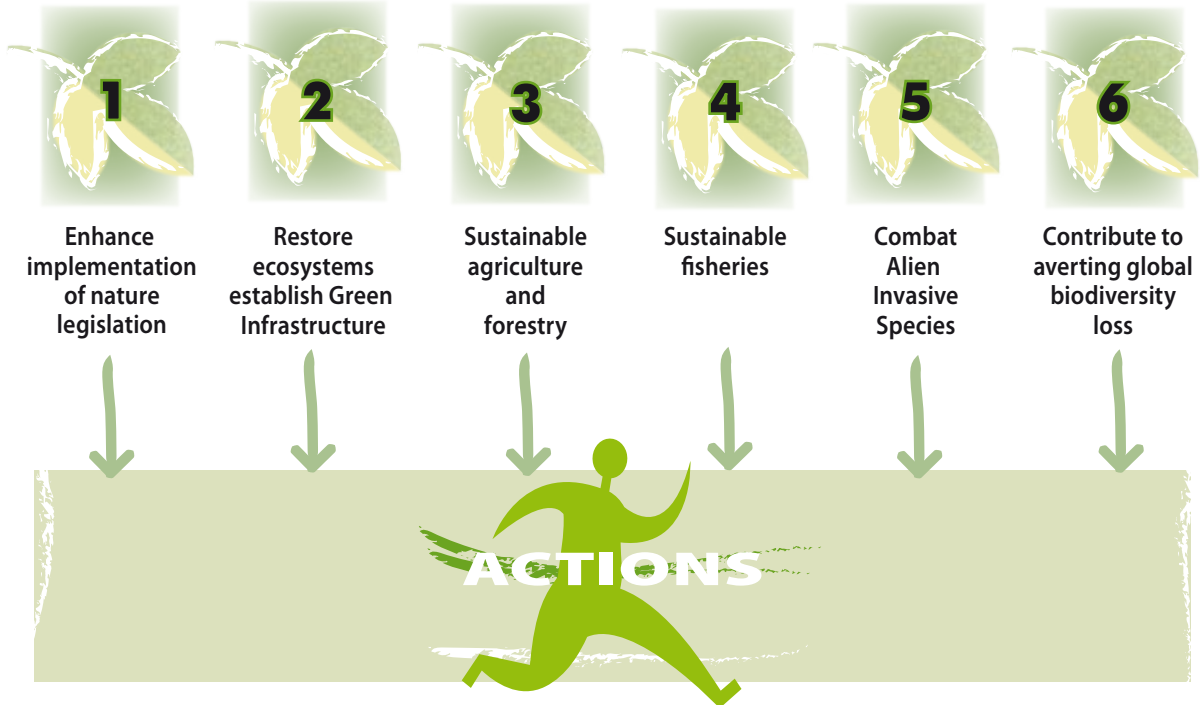 1
Enhance
implementation
of nature
legislation
2
Restore
ecosystems
establish Green
Infrastructure
3
Sustainable
agriculture
and
forestry
4
Sustainable
fisheries
5
Combat
Alien
Invasive
Species
6
Contribute to
averting global
biodiversity
loss
ACTIONS